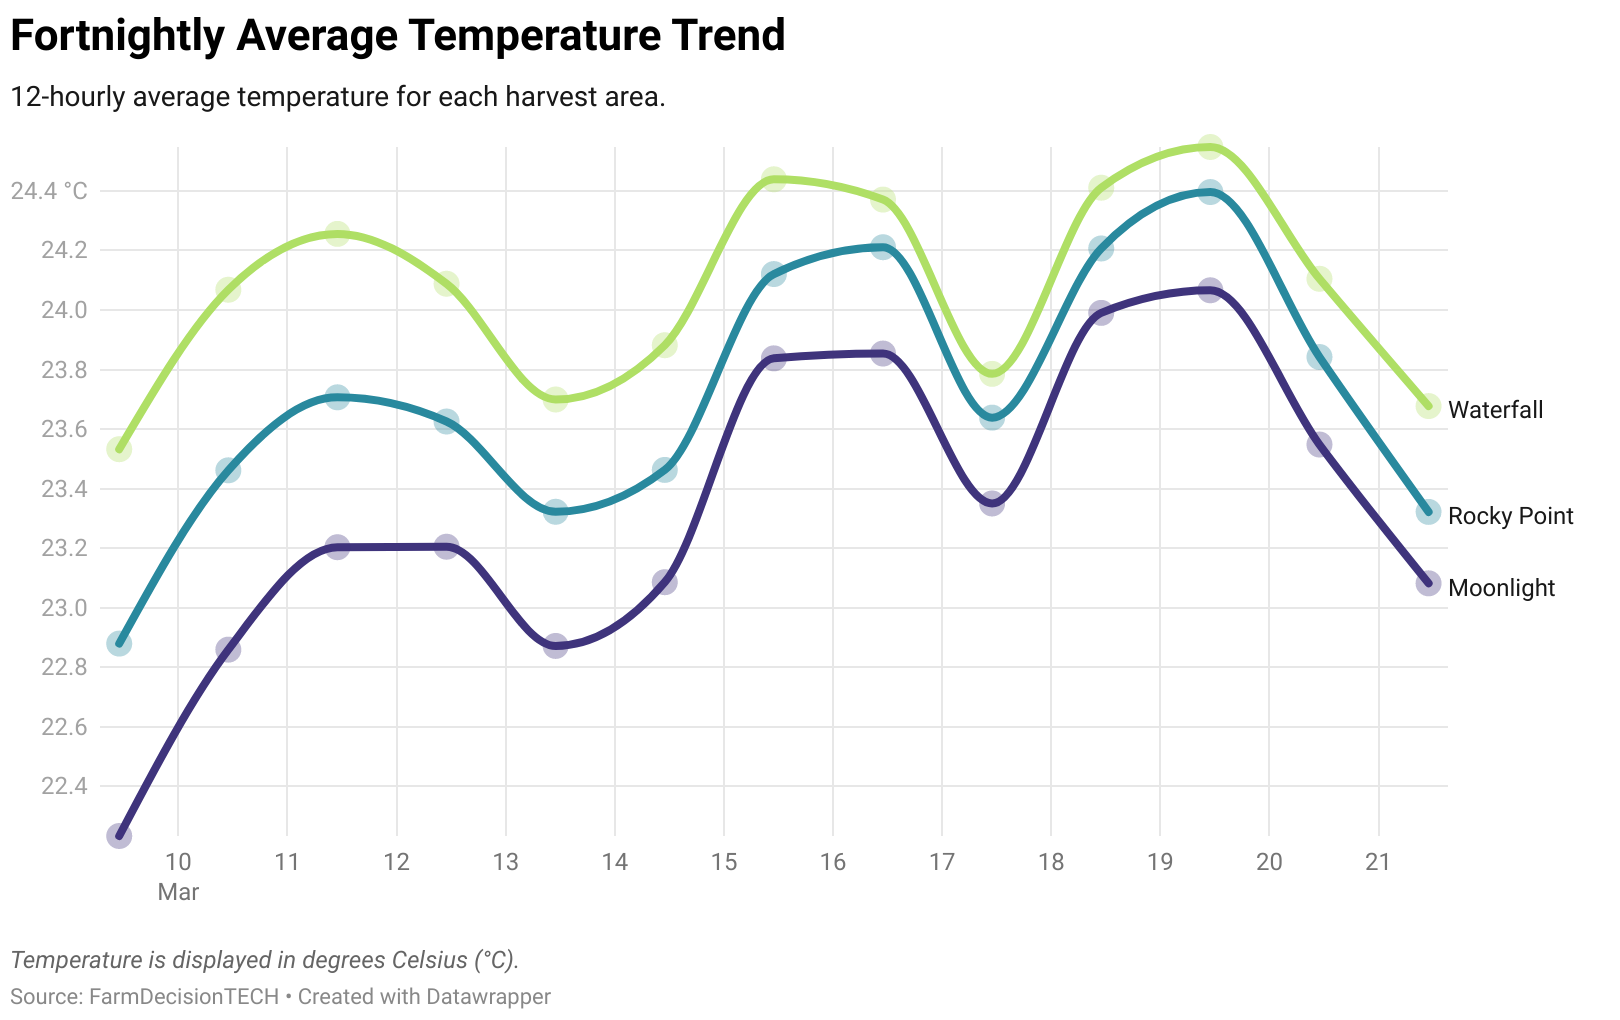 Fortnightly Average Temperature Trend
12-hourly average temperature for each harvest area.
24.4 °C
24.2
24.0
23.8
23.6
23.4
23.2
23.0
22.8
22.6
22.4
Waterfall
Rocky Point
Moonlight
10 11 12 13 14 15 16 17 18 19 20 21
Mar
Temperature is displayed in degrees Celsius (°C).
Source: FarmDecisionTECH • Created with Datawrapper